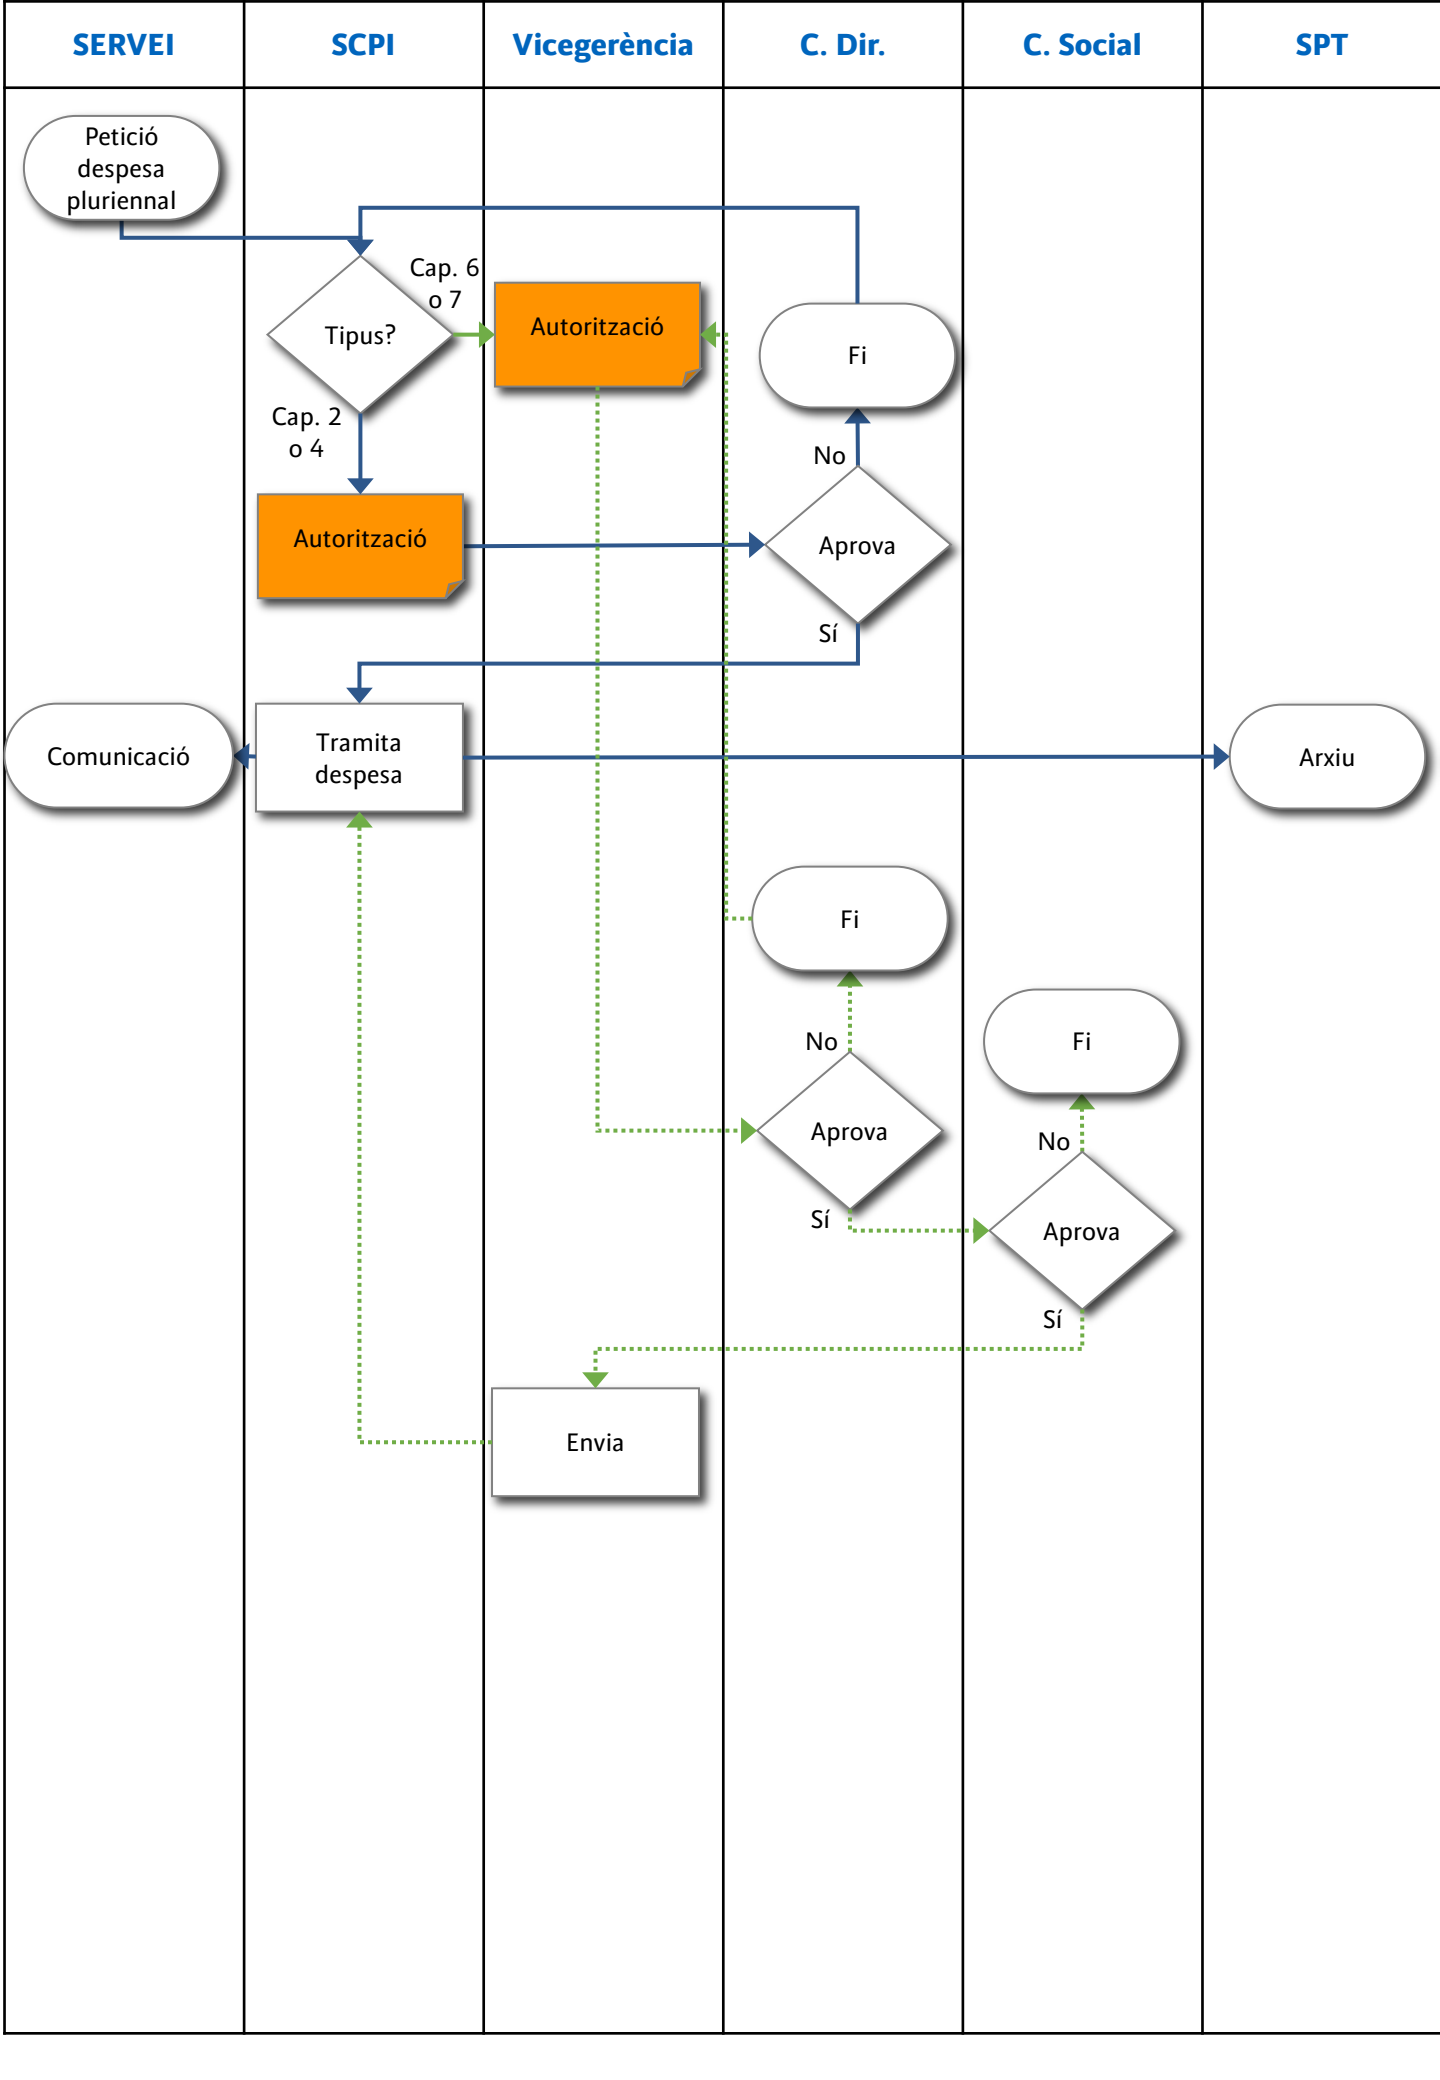 SERVEI
SCPI
Vicegerència
C. Dir.
C. Social
SPT
Petició
despesa
pluriennal
Cap. 6
o 7
Tipus?
Autorització
Fi
Cap. 2
o 4
No
Autorització
Aprova
Sí
Comunicació
Tramita
despesa
Arxiu
Fi
No
Fi
Aprova
No
Sí
Aprova
Sí
Envia